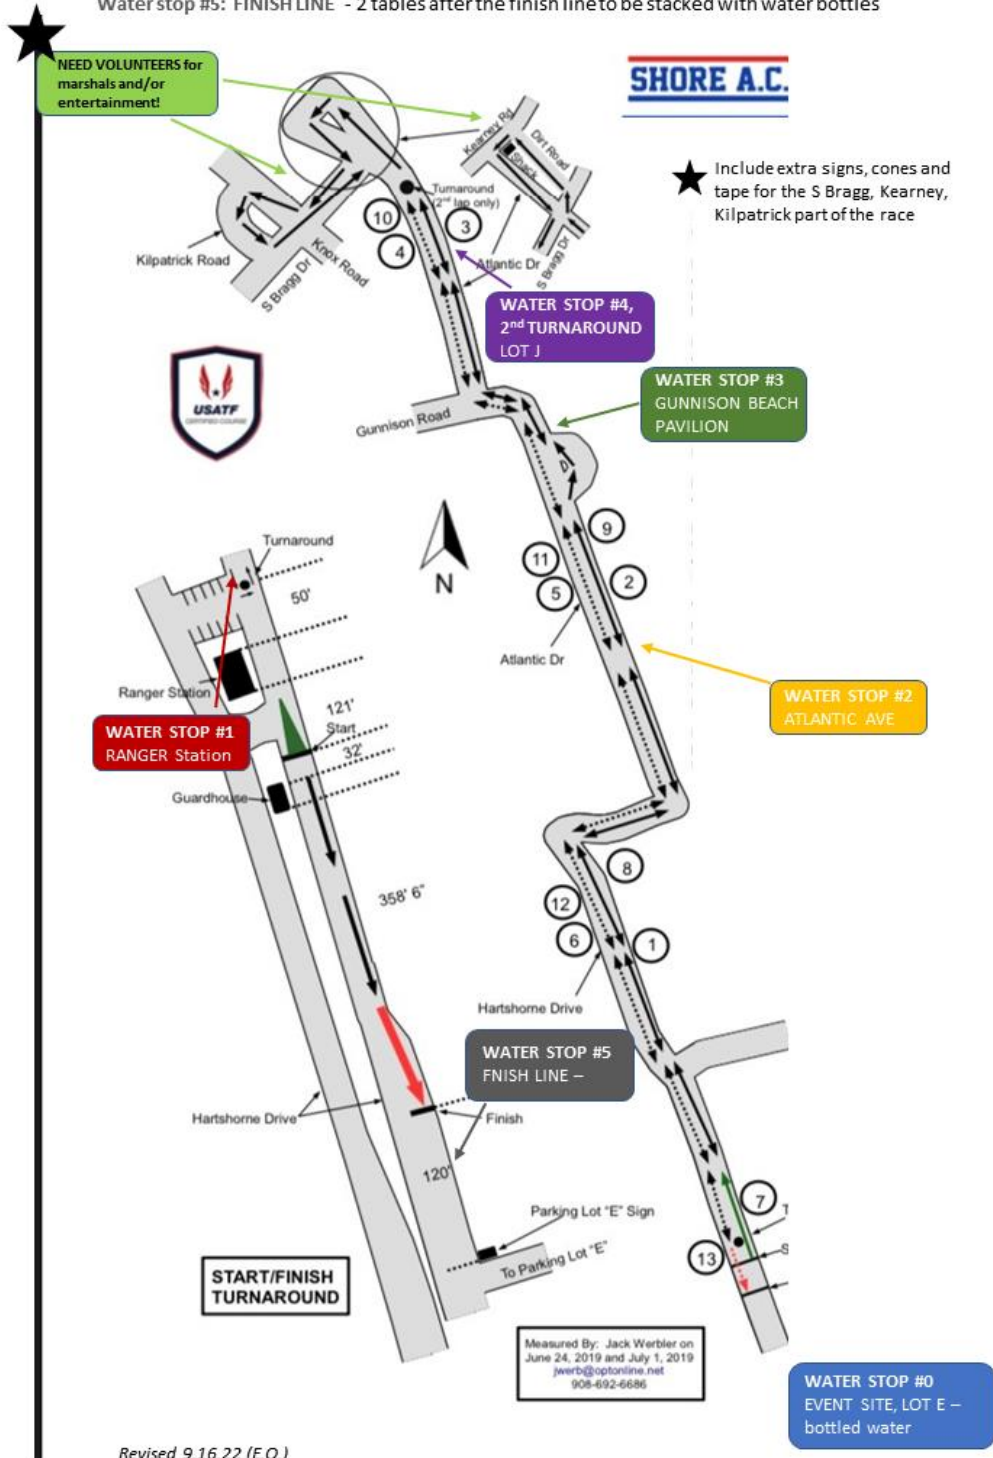 Water stop #5: FINISH LINE - 2 tables after the finish line to be stacked with water bottles
NEED VOLUNTEERS for
marshals and/or
entertainment!
SHORE A.C.
Include extra signs, cones and
tape for the S Bragg, Kearney,
Kilpatrick part of the race
Kearney Rd
Dirt Road
Shack
Turnaround
(2nd lap only)
10
3
4
Atlantic Dr
S Bragg Dr
Kilpatrick Road
Knox Road
S Bragg Dr
WATER STOP #4,
2nd TURNAROUND
LOT J
USATF
CERTIFIED COURSE
WATER STOP #3
GUNNISON BEACH
PAVILION
Gunnison Road
N
9
11
2
5
Atlantic Dr
Turnaround
50'
Ranger Station
121'
Start
32'
WATER STOP #1
RANGER Station
Guardhouse
WATER STOP #2
ATLANTIC AVE
358' 6"
8
12
6
1
Hartshorne Drive
WATER STOP #5
FNISH LINE –
Hartshorne Drive
Finish
120'
Parking Lot "E" Sign
To Parking Lot "E"
7
T
S
13
START/FINISH
TURNAROUND
Measured By: Jack Werbler on
June 24, 2019 and July 1, 2019
jwerb@optonline.net
908-692-6686
WATER STOP #0
EVENT SITE, LOT E –
bottled water
Revised 9.16.22 (E.O.)